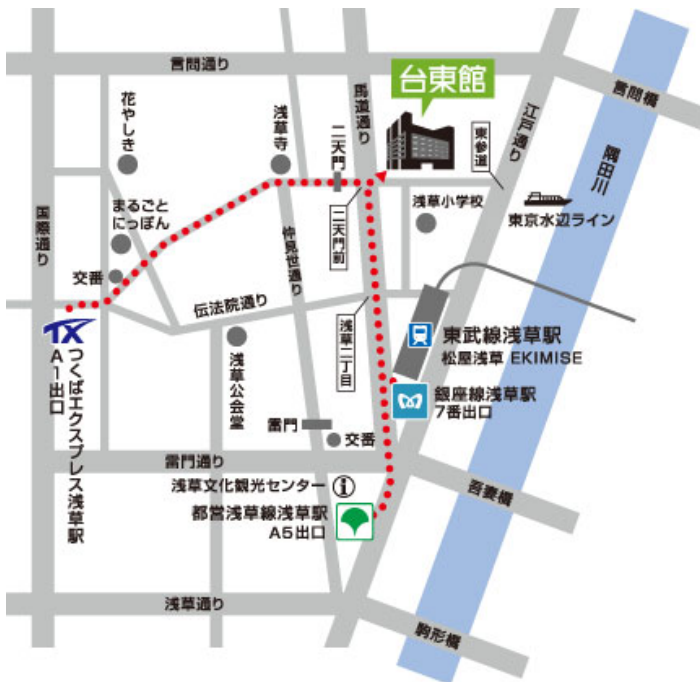 台東館
言問通り
言問橋
花やしき
浅草寺
二天門
馬道通り
東参道
江戸通り
隅田川
国際通り
まるごと
にっぽん
仲見世通り
二天門前
浅草小学校
東京水辺ライン
交番
伝法院通り
浅草二丁目
TX
つくばエクスプレス浅草駅
A1出口
浅草公会堂
東武線浅草駅
松屋浅草 EKIMISE
銀座線浅草駅
7番出口
雷門
交番
雷門通り
吾妻橋
浅草文化観光センター
i
都営浅草線浅草駅
A5出口
浅草通り
駒形橋